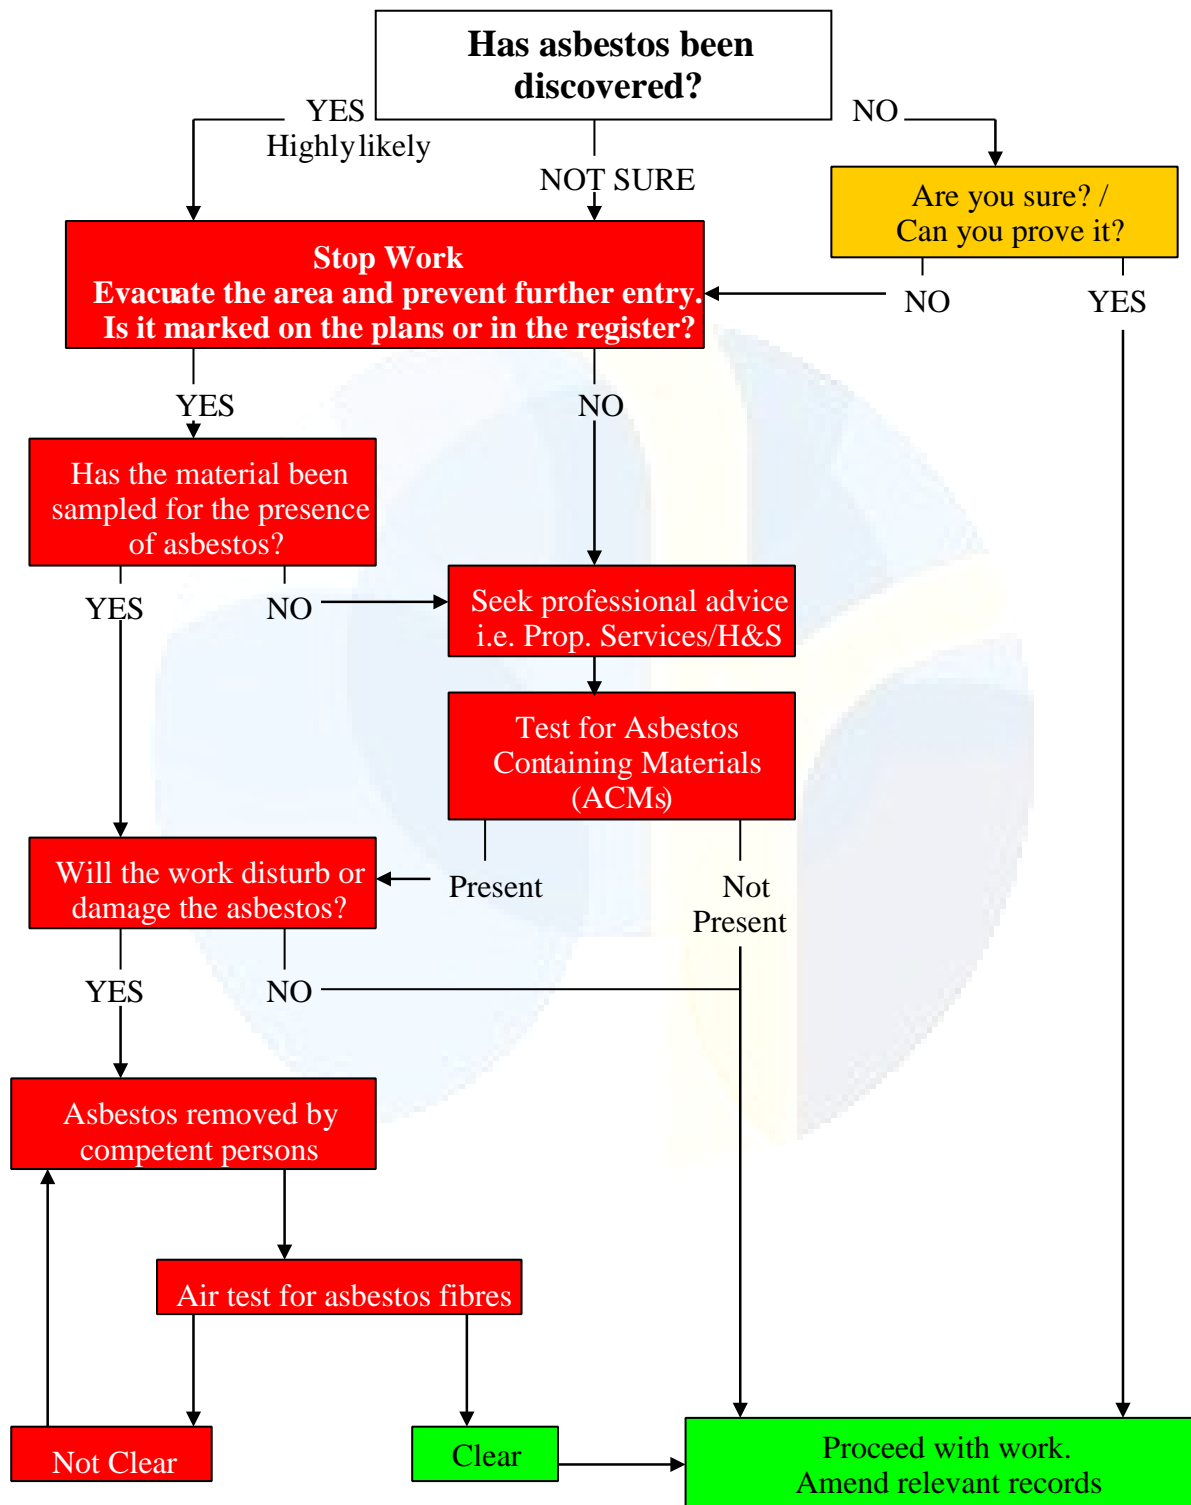 Has asbestos been
discovered?
YES
Highly likely
NOT SURE
NO
Are you sure? /
Can you prove it?
Stop Work
Evacuate the area and prevent further entry.
Is it marked on the plans or in the register?
NO
YES
YES
NO
Has the material been
sampled for the presence
of asbestos?
YES
NO
Seek professional advice
i.e. Prop. Services/H&S
Test for Asbestos
Containing Materials
(ACMs)
Will the work disturb or
damage the asbestos?
Present
Not
Present
YES
NO
Asbestos removed by
competent persons
Air test for asbestos fibres
Not Clear
Clear
Proceed with work.
Amend relevant records